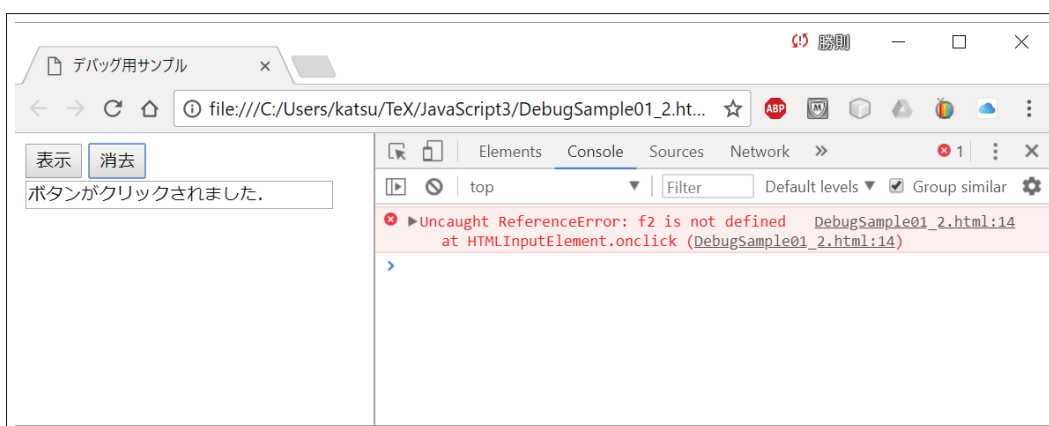 勝則
デバッグ用サンプル
file:///C:/Users/katsu/TeX/JavaScript3/DebugSample01_2.ht...
ABP
表示 消去
ボタンがクリックされました.
Elements Console Sources Network » 1
top Filter Default levels ▼ Group similar
Uncaught ReferenceError: f2 is not defined DebugSample01_2.html:14
at HTMLInputElement.onclick (DebugSample01_2.html:14)